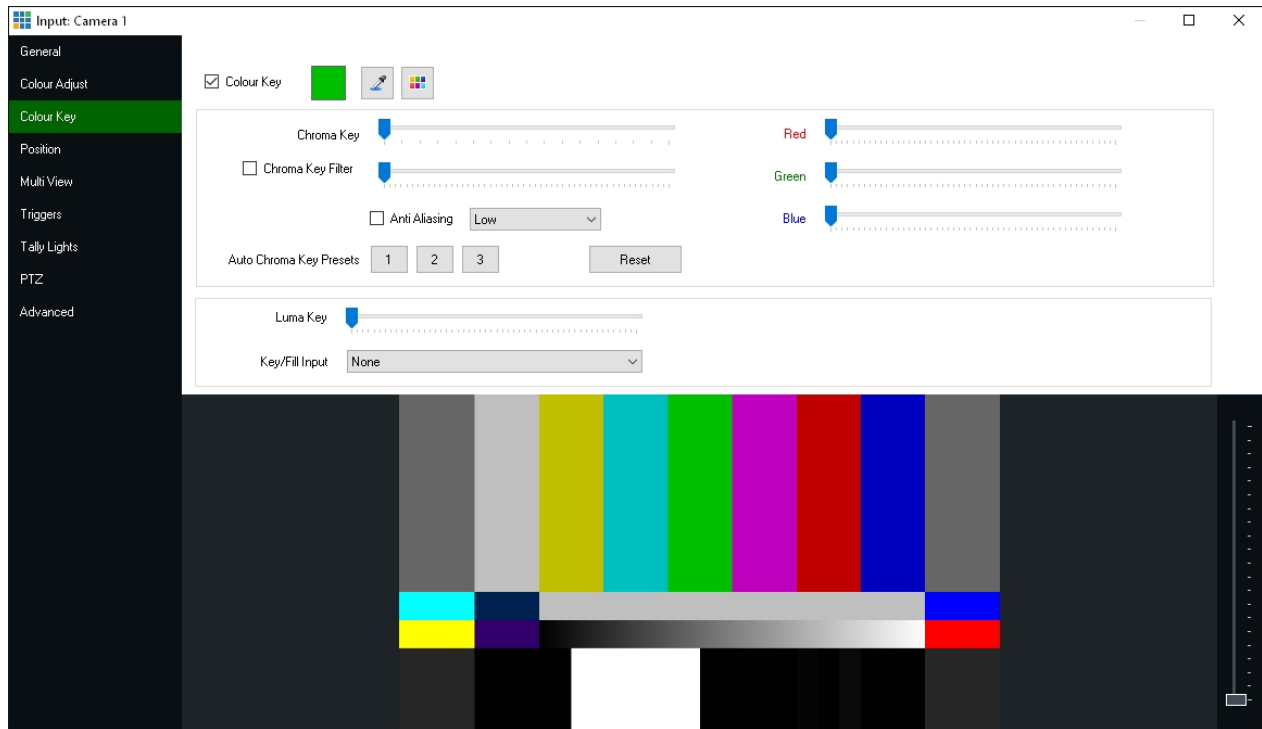 Input: Camera 1
General
Colour Adjust
Colour Key
Position
Multi View
Triggers
Tally Lights
PTZ
Advanced
Colour Key
Chroma Key
Red
Chroma Key Filter
Green
Anti Aliasing Low
Blue
Auto Chroma Key Presets 1 2 3 Reset
Luma Key
Key/Fill Input None